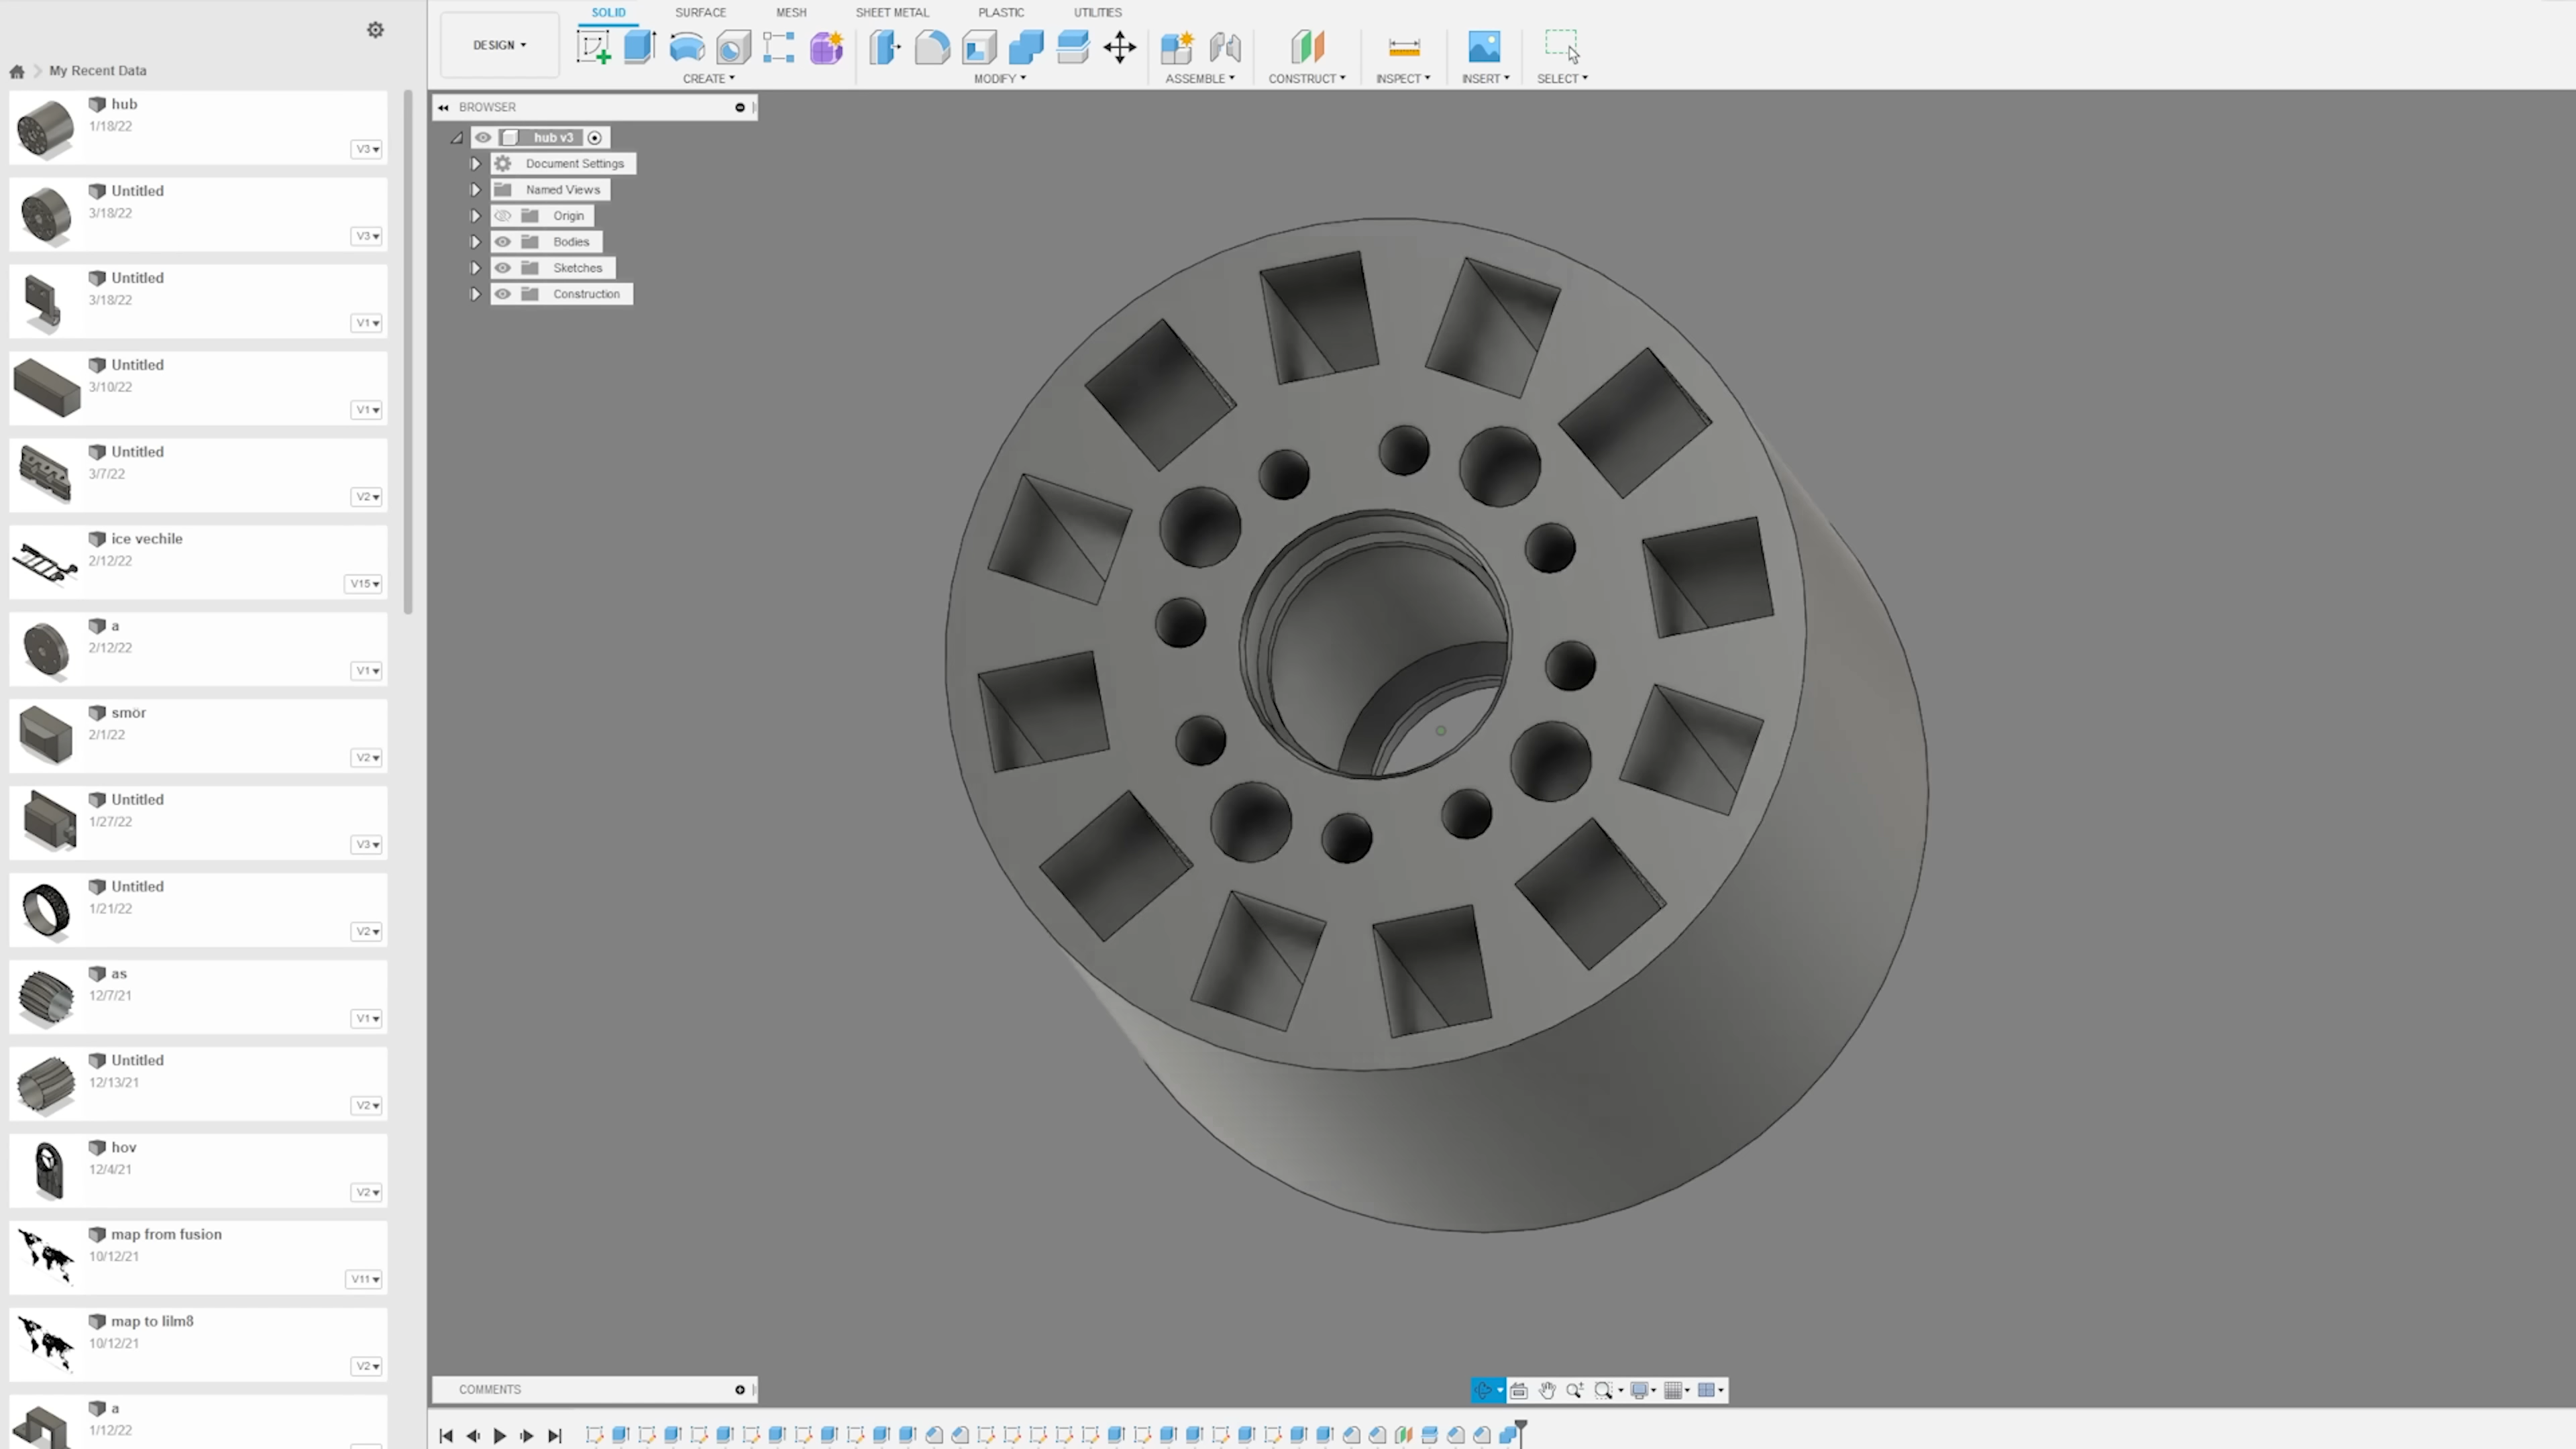 SOLID SURFACE MESH SHEET METAL PLASTIC UTILITIES
DESIGN
CREATE MODIFY ASSEMBLE CONSTRUCT INSPECT INSERT SELECT
My Recent Data
hub
1/18/22
V3
Untitled
3/18/22
V3
Untitled
3/18/22
V1
Untitled
3/10/22
V1
Untitled
3/7/22
V2
ice vechile
2/12/22
V15
a
2/12/22
V1
smör
2/1/22
V2
Untitled
1/27/22
V3
Untitled
1/21/22
V2
as
12/7/21
V1
Untitled
12/13/21
V2
hov
12/4/21
V2
map from fusion
10/12/21
V11
map to lilm8
10/12/21
V2
a
1/12/22
BROWSER
hub v3
Document Settings
Named Views
Origin
Bodies
Sketches
Construction
COMMENTS